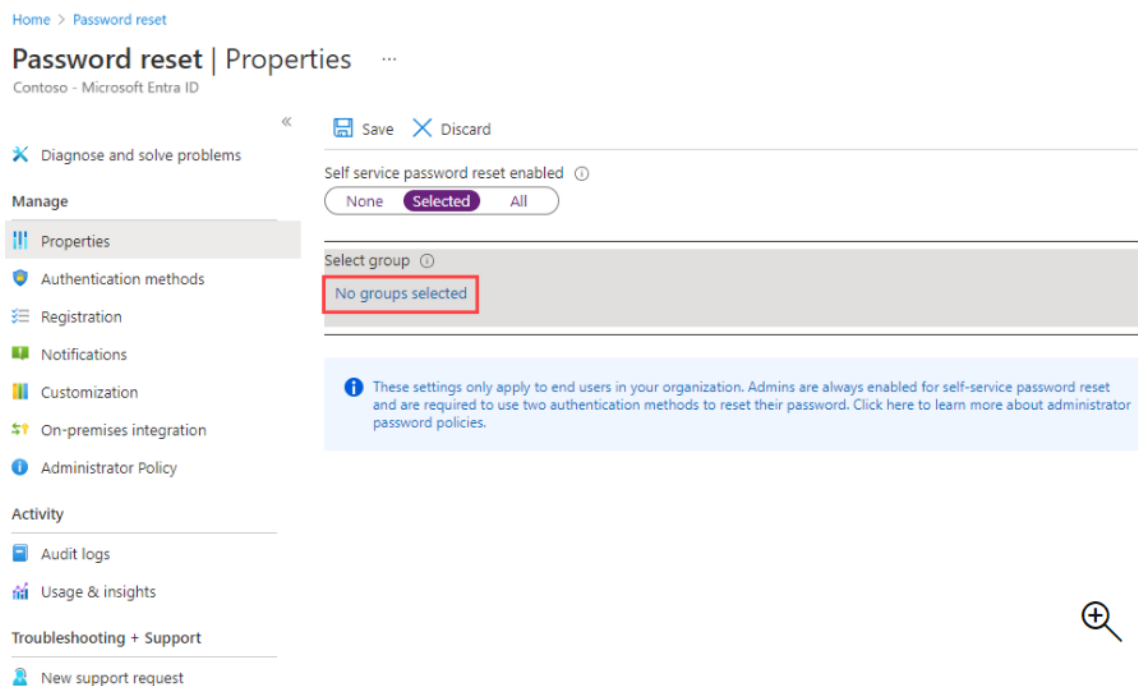 Home > Password reset
Password reset | Properties ...
Contoso - Microsoft Entra ID
«
Diagnose and solve problems
Manage
Properties
Authentication methods
Registration
Notifications
Customization
On-premises integration
Administrator Policy
Activity
Audit logs
Usage & insights
Troubleshooting + Support
New support request
Save Discard
Self service password reset enabled
None Selected All
Select group
No groups selected
These settings only apply to end users in your organization. Admins are always enabled for self-service password reset
and are required to use two authentication methods to reset their password. Click here to learn more about administrator
password policies.